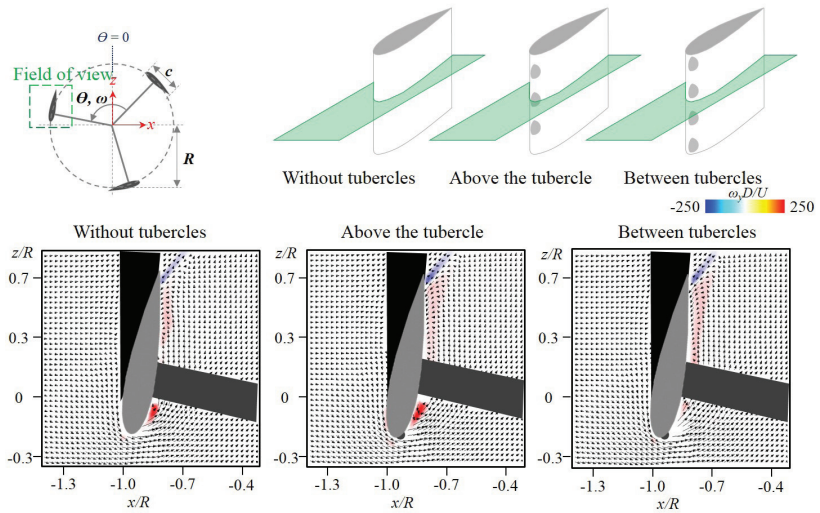 Θ = 0
Field of view
z
c
Θ, ω
x
R
Without tubercles
Above the tubercle
Between tubercles
ω_yD/U
-250
250
Without tubercles
Above the tubercle
Between tubercles
z/R
0.7
0.3
0
-0.3
-1.3
-1.0
-0.7
-0.4
x/R
z/R
0.7
0.3
0
-0.3
-1.3
-1.0
-0.7
-0.4
x/R
z/R
0.7
0.3
0
-0.3
-1.3
-1.0
-0.7
-0.4
x/R